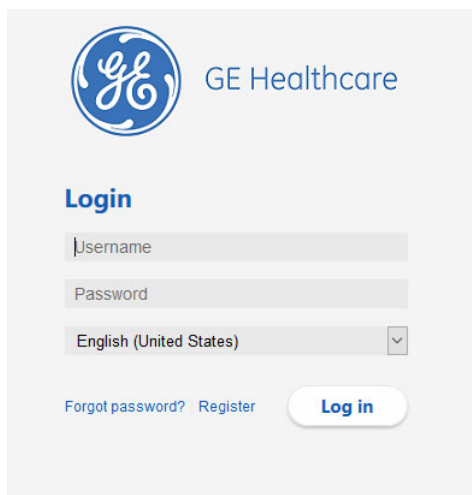 GE GE Healthcare
Login
Username
Password
English (United States)
Forgot password? Register Log in